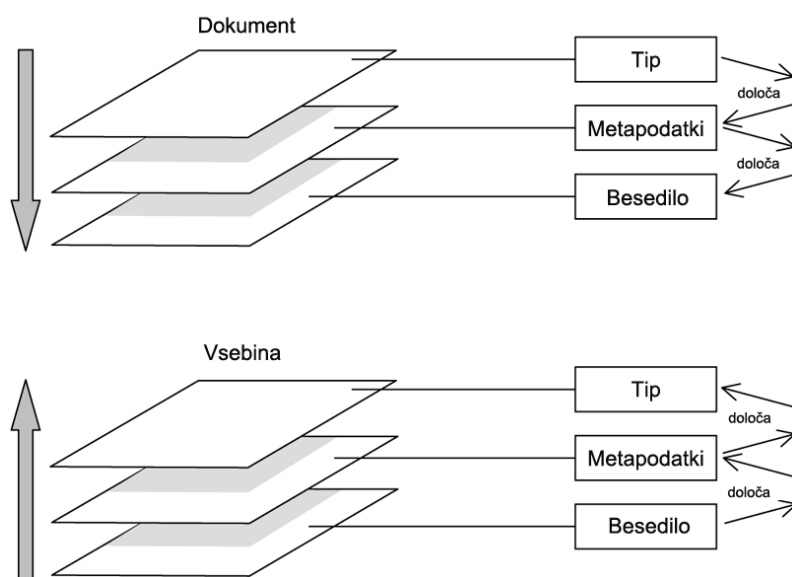 Dokument
Tip
določa
Metapodatki
določa
Besedilo
Vsebina
Tip
določa
Metapodatki
določa
Besedilo